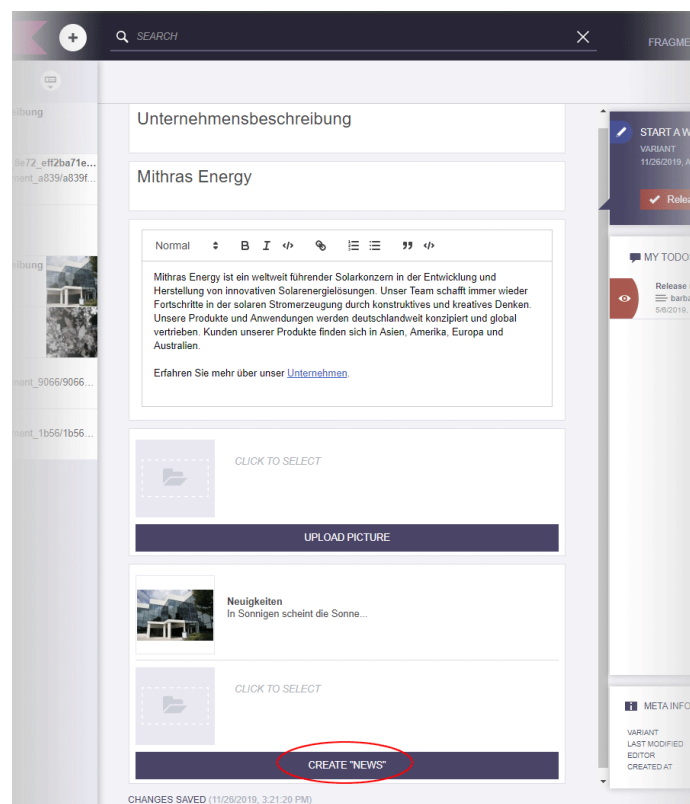 SEARCH
FRAGME
eibung
6e72_eff2ba71e...
ment_a839/a839f...
eibung
ment_9066/9066...
ment_1b56/1b56...
Unternehmensbeschreibung
Mithras Energy
Normal
Mithras Energy ist ein weltweit führender Solarkonzern in der Entwicklung und
Herstellung von innovativen Solarenergielösungen. Unser Team schafft immer wieder
Fortschritte in der solaren Stromerzeugung durch konstruktives und kreatives Denken.
Unsere Produkte und Anwendungen werden deutschlandweit konzipiert und global
vertrieben. Kunden unserer Produkte finden sich in Asien, Amerika, Europa und
Australien.
Erfahren Sie mehr über unser Unternehmen.
CLICK TO SELECT
UPLOAD PICTURE
Neuigkeiten
In Sonnigen scheint die Sonne...
CLICK TO SELECT
CREATE "NEWS"
CHANGES SAVED (11/26/2019, 3:21:20 PM)
START A W
VARIANT
11/26/2019, A
Relea
MY TODO
Release
barba
5/6/2019,
META INFO
VARIANT
LAST MODIFIED
EDITOR
CREATED AT